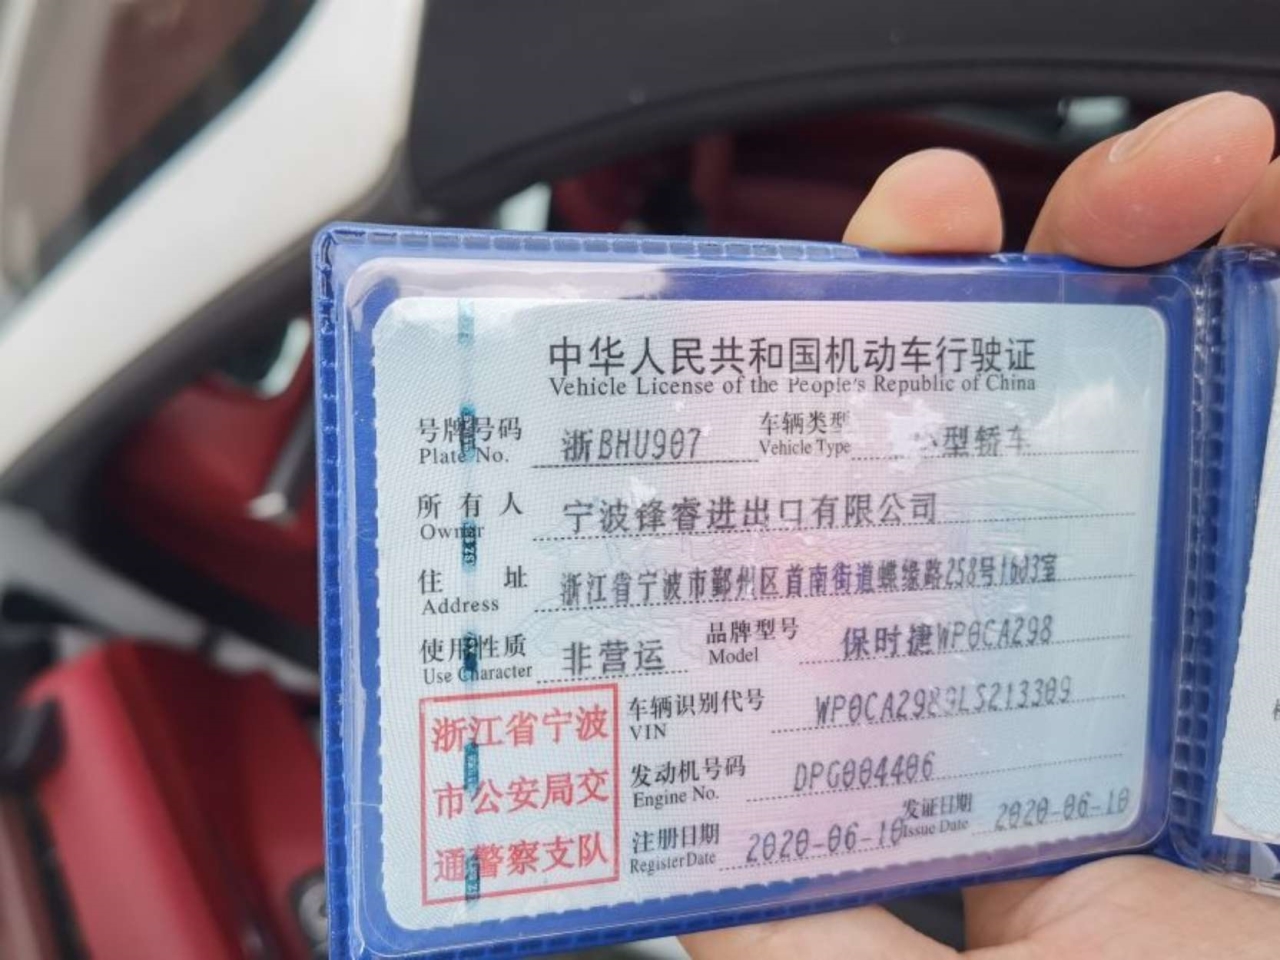 中华人民共和国机动车行驶证
Vehicle License of the People's Republic of China
号牌号码 浙BHU907 车辆类型 小型轿车
Plate No. Vehicle Type
所有人 宁波锋睿进出口有限公司
Owner
住址 浙江省宁波市鄞州区首南街道蝶缘路258号1603室
Address
使用性质 非营运 品牌型号 保时捷WP0CA298
Use Character Model
车辆识别代号 WP0CA2989LS213309
VIN
发动机号码 DPG004406
Engine No.
注册日期 2020-06-10 发证日期 2020-06-10
Register Date Issue Date
浙江省宁波
市公安局交
通警察支队